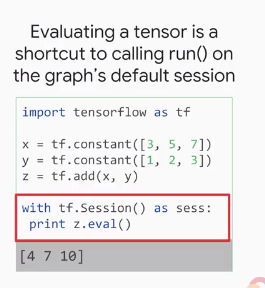 Evaluating a tensor is a
shortcut to calling run() on
the graph's default session
import tensorflow as tf
x = tf.constant([3, 5, 7])
y = tf.constant([1, 2, 3])
z = tf.add(x, y)
with tf.Session() as sess:
print z.eval()
[4 7 10]